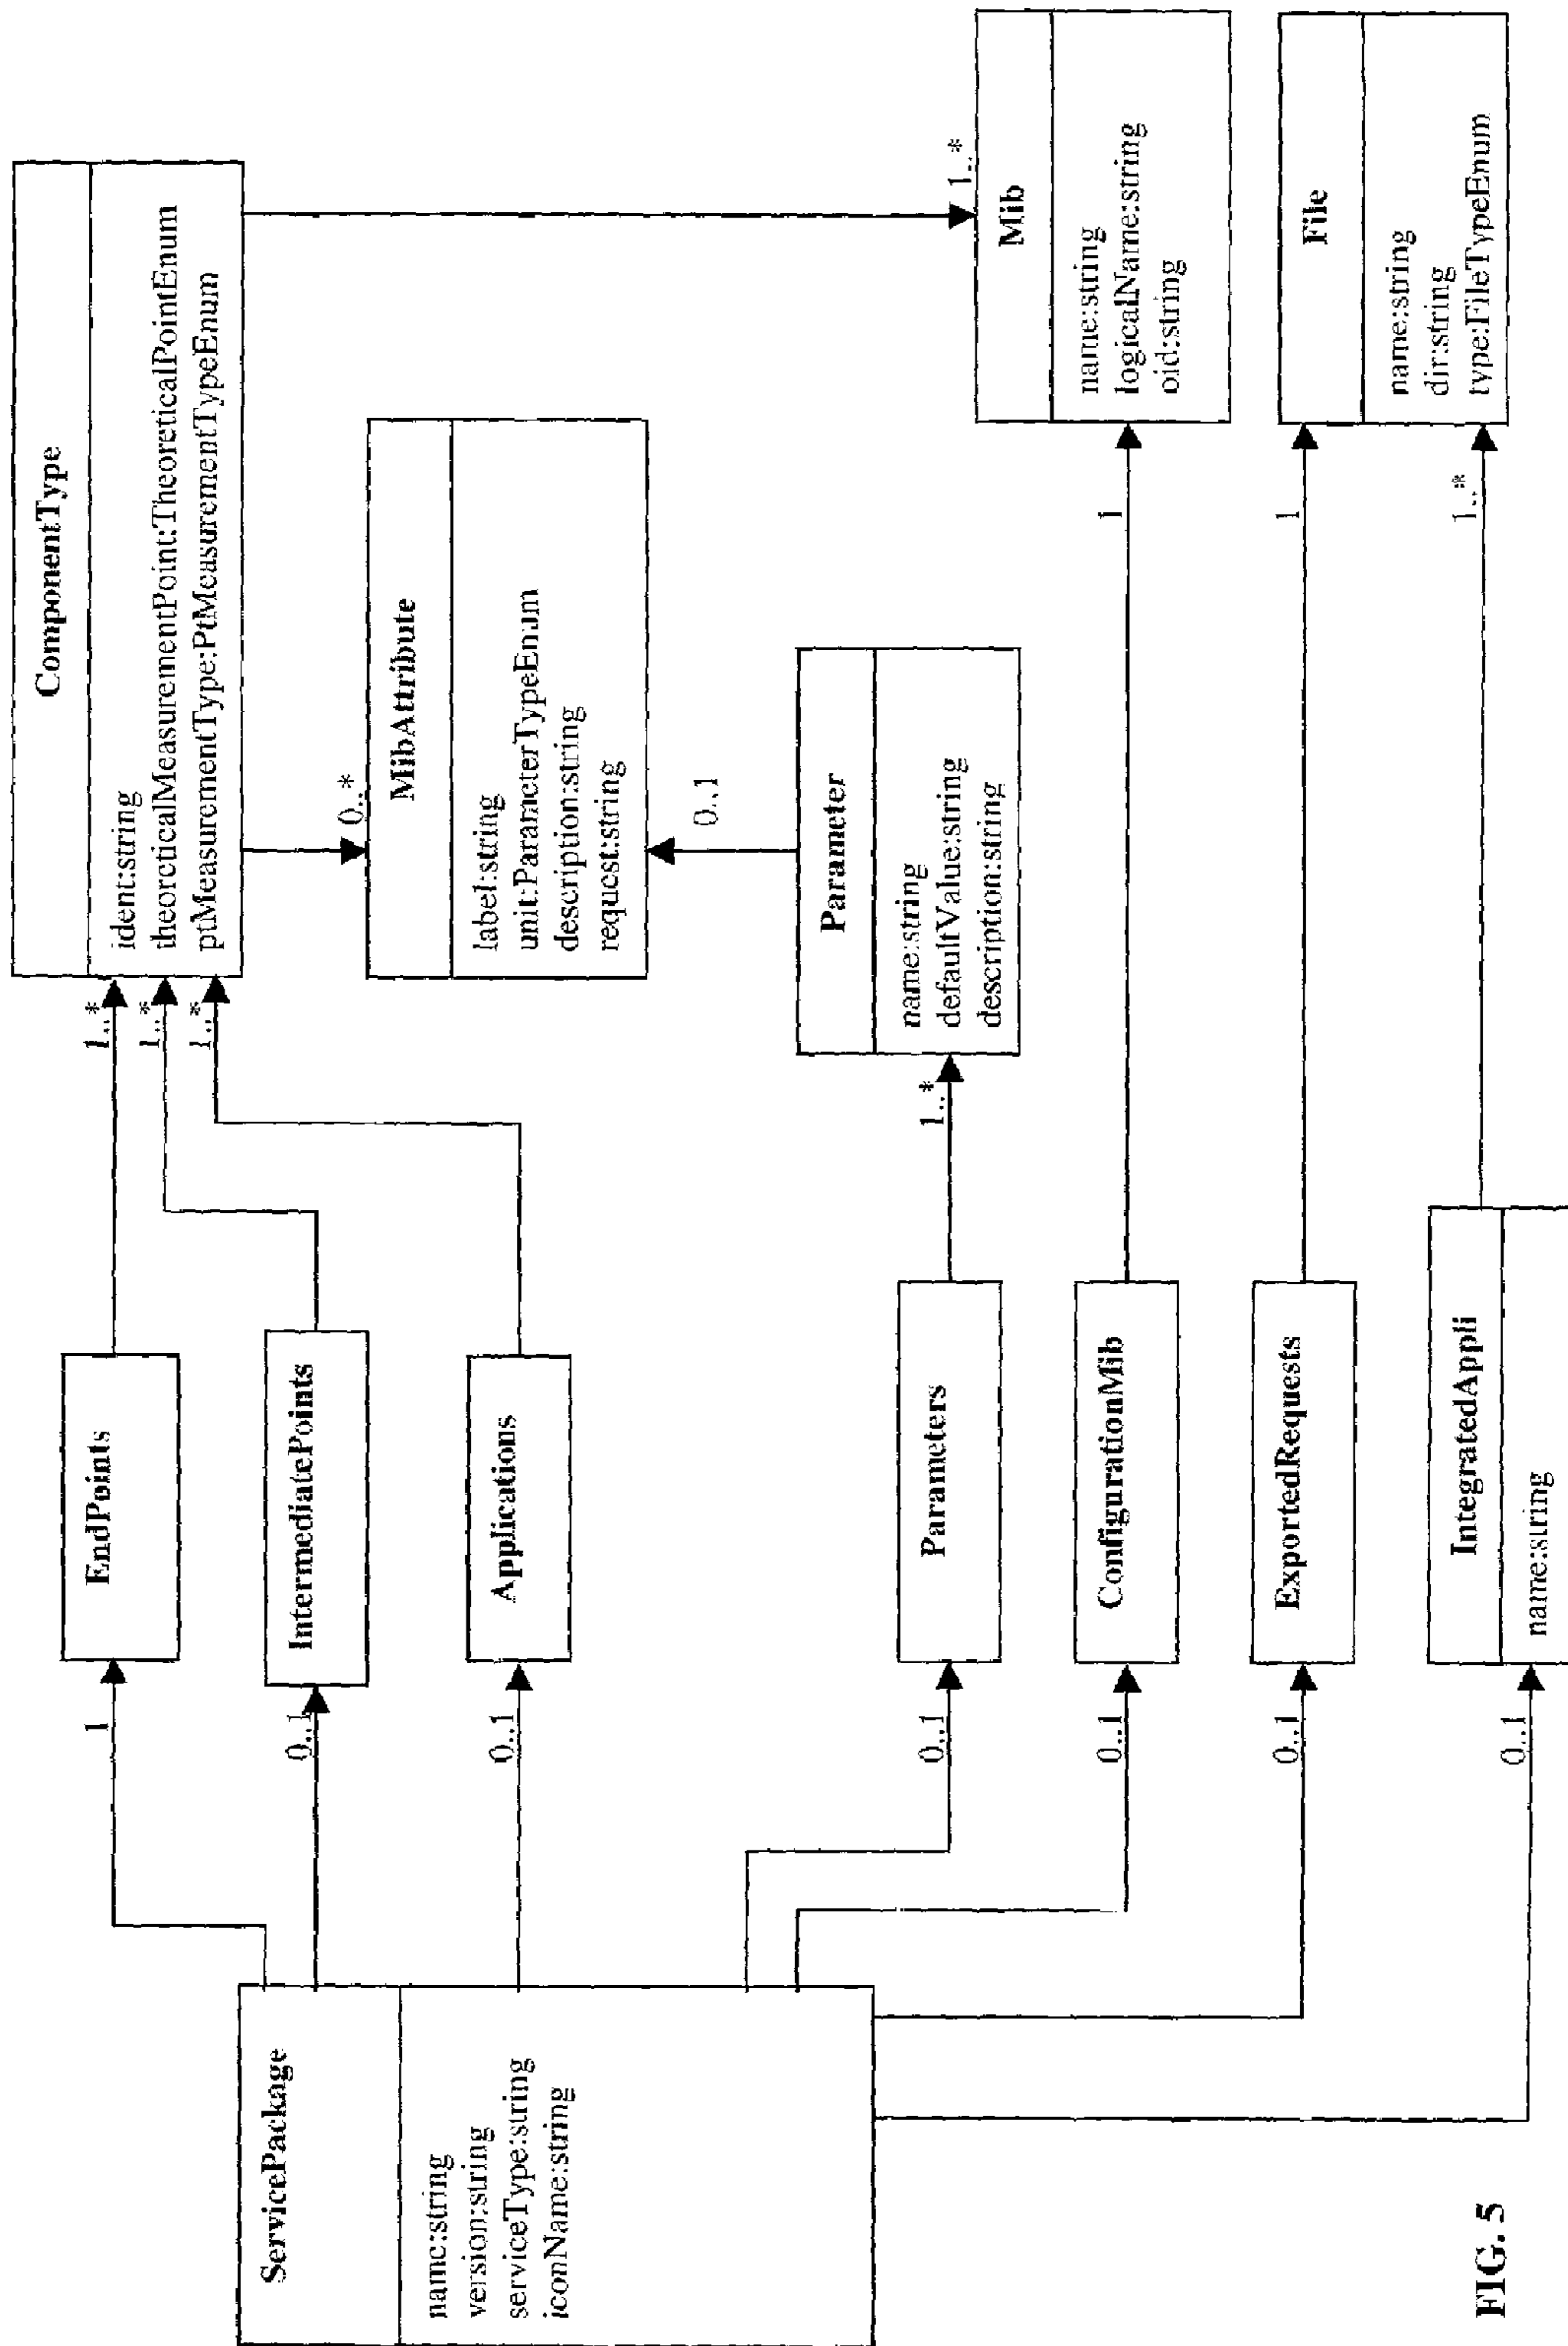 ServicePackage
name:string
version:string
serviceType:string
iconName:string
1
EndPoints
1..*
0..1
IntermediatePoints
1..*
0..1
Applications
1..*
ComponentType
ident:string
theoreticalMeasurementPoint:TheoreticalPointEnum
ptMeasurementType:PtMeasurementTypeEnum
0..*
MibAttribute
label:string
unit:ParameterTypeEnum
description:string
request:string
0..1
Parameter
name:string
defaultValue:string
description:string
0..1
Parameters
1..*
1..*
Mib
name:string
logicalName:string
oid:string
0..1
ConfigurationMib
1
0..1
ExportedRequests
1
File
name:string
dir:string
type:FileTypeEnum
0..1
IntegratedAppli
name:string
1..*
FIG. 5